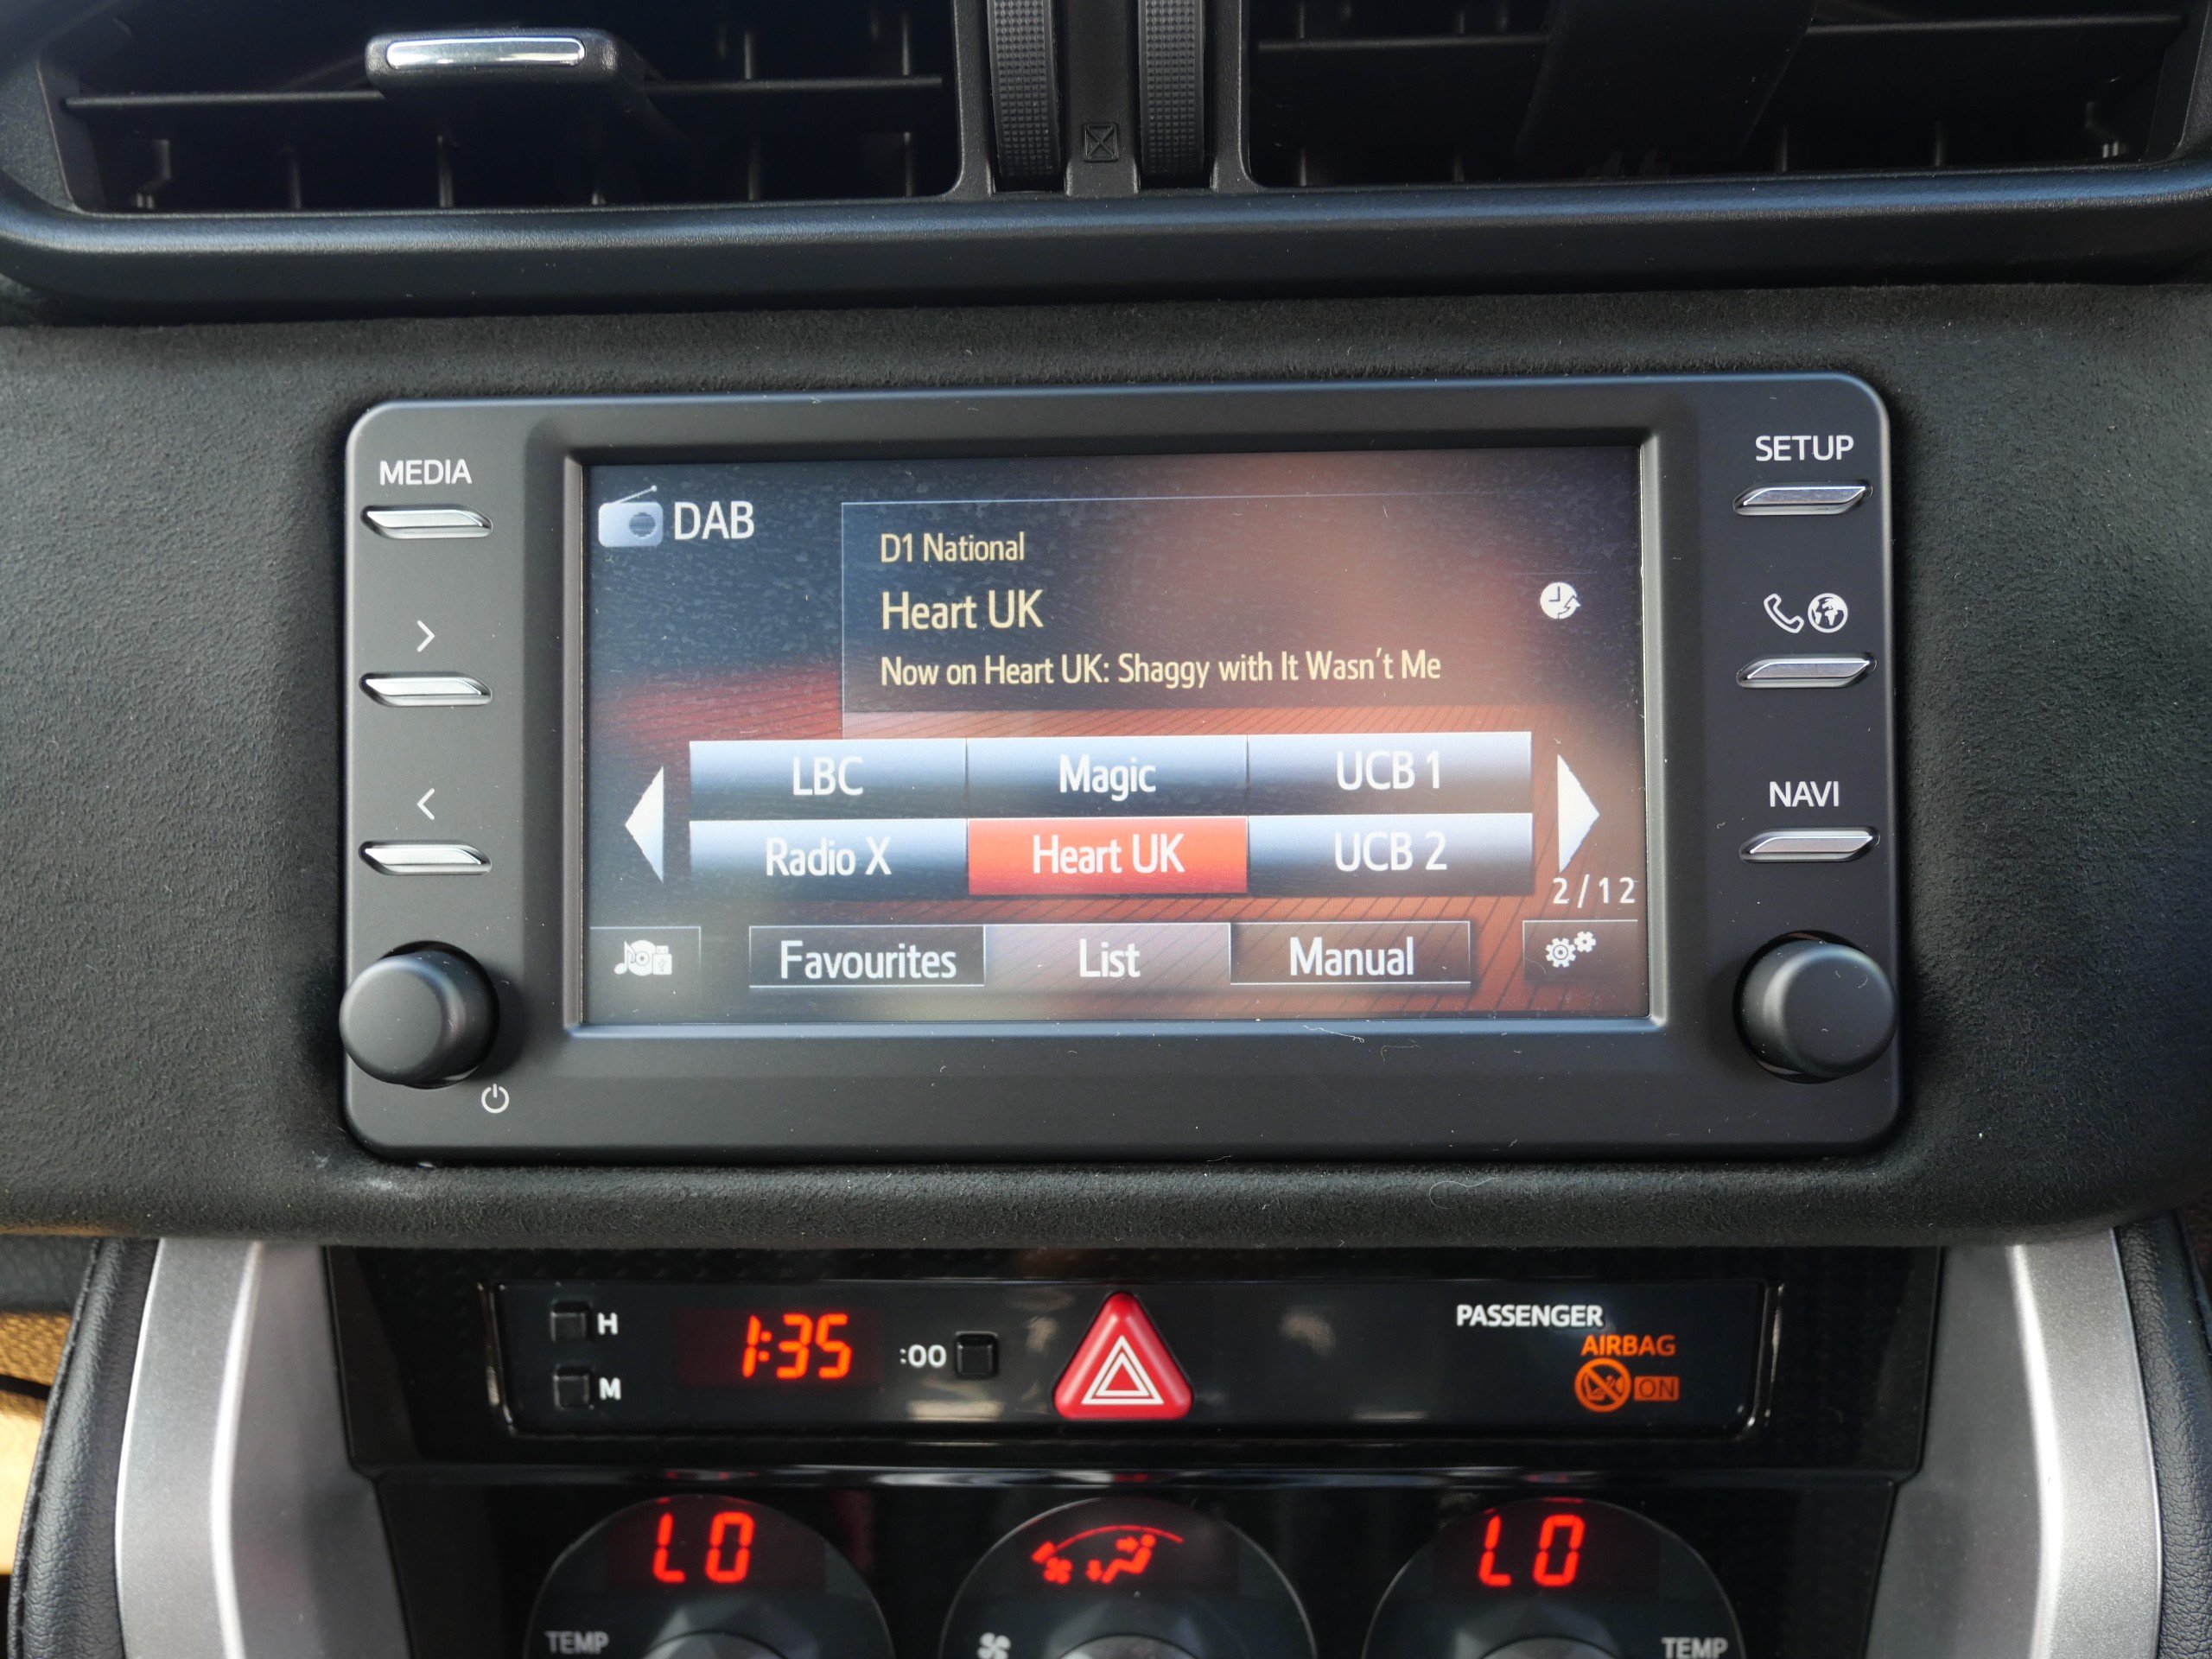 MEDIA
SETUP
DAB
D1 National
Heart UK
Now on Heart UK: Shaggy with It Wasn't Me
LBC
Magic
UCB 1
NAVI
Radio X
Heart UK
UCB 2
2/12
Favourites
List
Manual
H
1:35
:00
M
PASSENGER
AIRBAG
ON
LO
LO
TEMP
TEMP